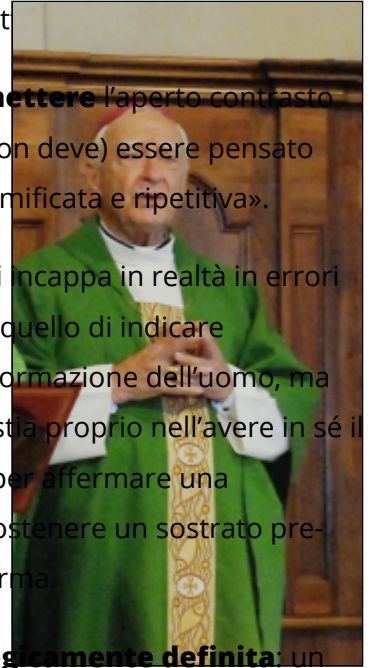 t
mettere l’aperto contrasto
on deve) essere pensato
mificata e ripetitiva».
i incappa in realtà in errori
quello di indicare
ormazione dell’uomo, ma
stia proprio nell’avere in sé il
per affermare una
ostenere un sostrato pre-
rma.
gicamente definita: un